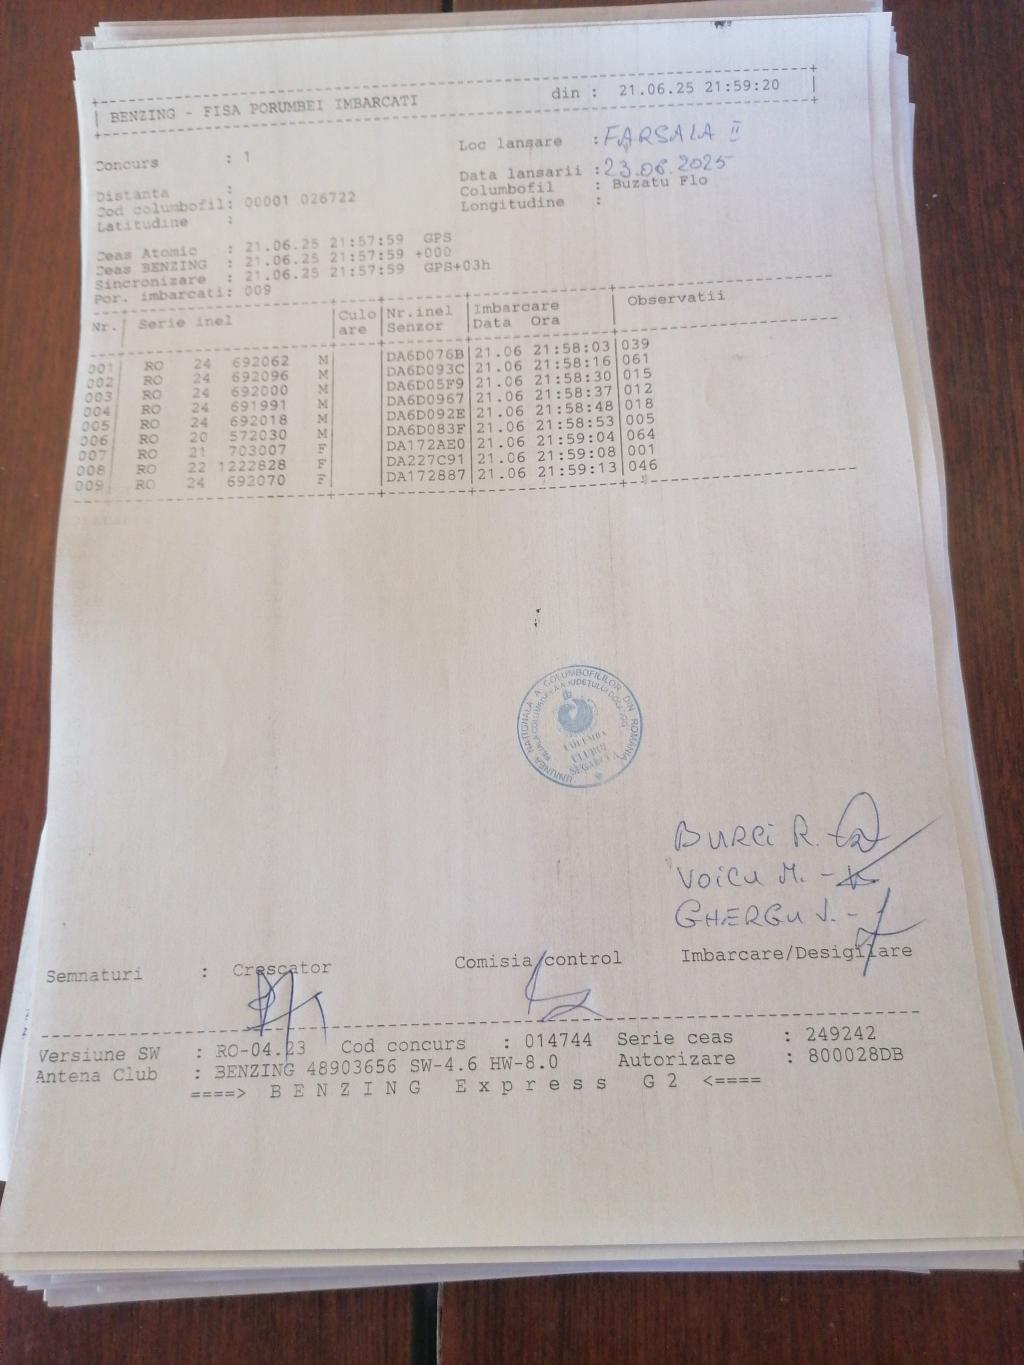 BENZING - FISA PORUMBEI IMBARCATI din : 21.06.25 21:59:20
Concurs : 1 Loc lansare : FARSALA II
Data lansarii : 23.06.2025
Distanta : Columbofil : Buzatu Flo
Cod columbofil: 00001 026722 Longitudine :
Latitudine :
Ceas Atomic : 21.06.25 21:57:59 GPS
Ceas BENZING : 21.06.25 21:57:59 +000
Sincronizare : 21.06.25 21:57:59 GPS+03h
Por. imbarcati: 009
Nr. Serie inel Culo Nr.inel Imbarcare Observatii
are Senzor Data Ora
001 RO 24 692062 M DA6D076B 21.06 21:58:03 039
002 RO 24 692096 M DA6D093C 21.06 21:58:16 061
003 RO 24 692000 M DA6D05F9 21.06 21:58:30 015
004 RO 24 691991 M DA6D0967 21.06 21:58:37 012
005 RO 24 692018 M DA6D092E 21.06 21:58:48 018
006 RO 20 572030 M DA6D083F 21.06 21:58:53 005
007 RO 21 703007 F DA172AE0 21.06 21:59:04 064
008 RO 22 1222828 F DA227C91 21.06 21:59:08 001
009 RO 24 692070 F DA172887 21.06 21:59:13 046
UNIUNEA NATIONALA A COLUMBOFILILOR DIN ROMANIA
CLUBUL
BURCI R.
VOICU M. -
GHERGU J. -
Semnaturi : Crescator Comisia control Imbarcare/Desigilare
Versiune SW : RO-04.23 Cod concurs : 014744 Serie ceas : 249242
Antena Club : BENZING 48903656 SW-4.6 HW-8.0 Autorizare : 800028DB
====> B E N Z I N G E x p r e s s G 2 <====